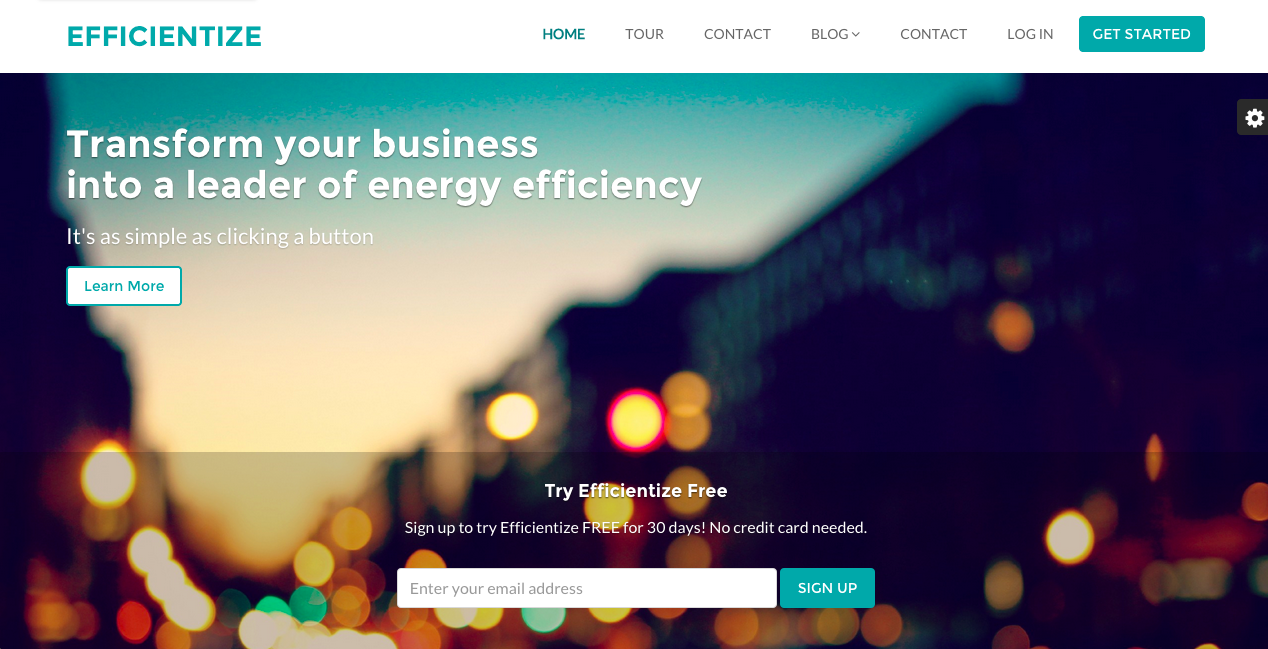 EFFICIENTIZE
HOME TOUR CONTACT BLOG CONTACT LOG IN GET STARTED
Transform your business
into a leader of energy efficiency
It's as simple as clicking a button
Learn More
Try Efficientize Free
Sign up to try Efficientize FREE for 30 days! No credit card needed.
Enter your email address SIGN UP